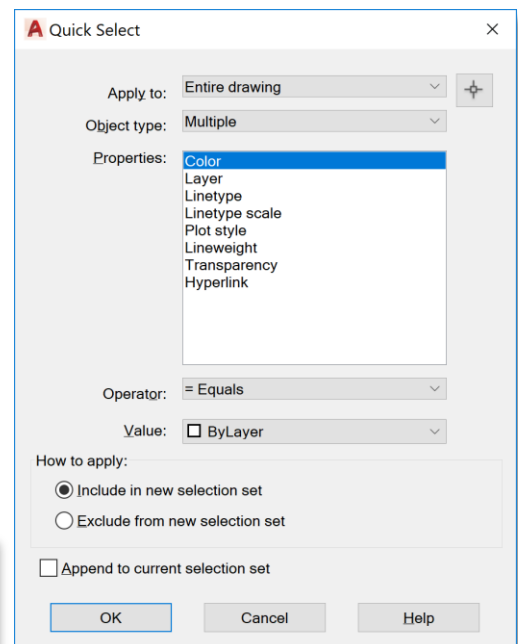 A Quick Select
Apply to: Entire drawing
Object type: Multiple
Properties: Color
Layer
Linetype
Linetype scale
Plot style
Lineweight
Transparency
Hyperlink
Operator: = Equals
Value: ByLayer
How to apply:
Include in new selection set
Exclude from new selection set
Append to current selection set
OK Cancel Help